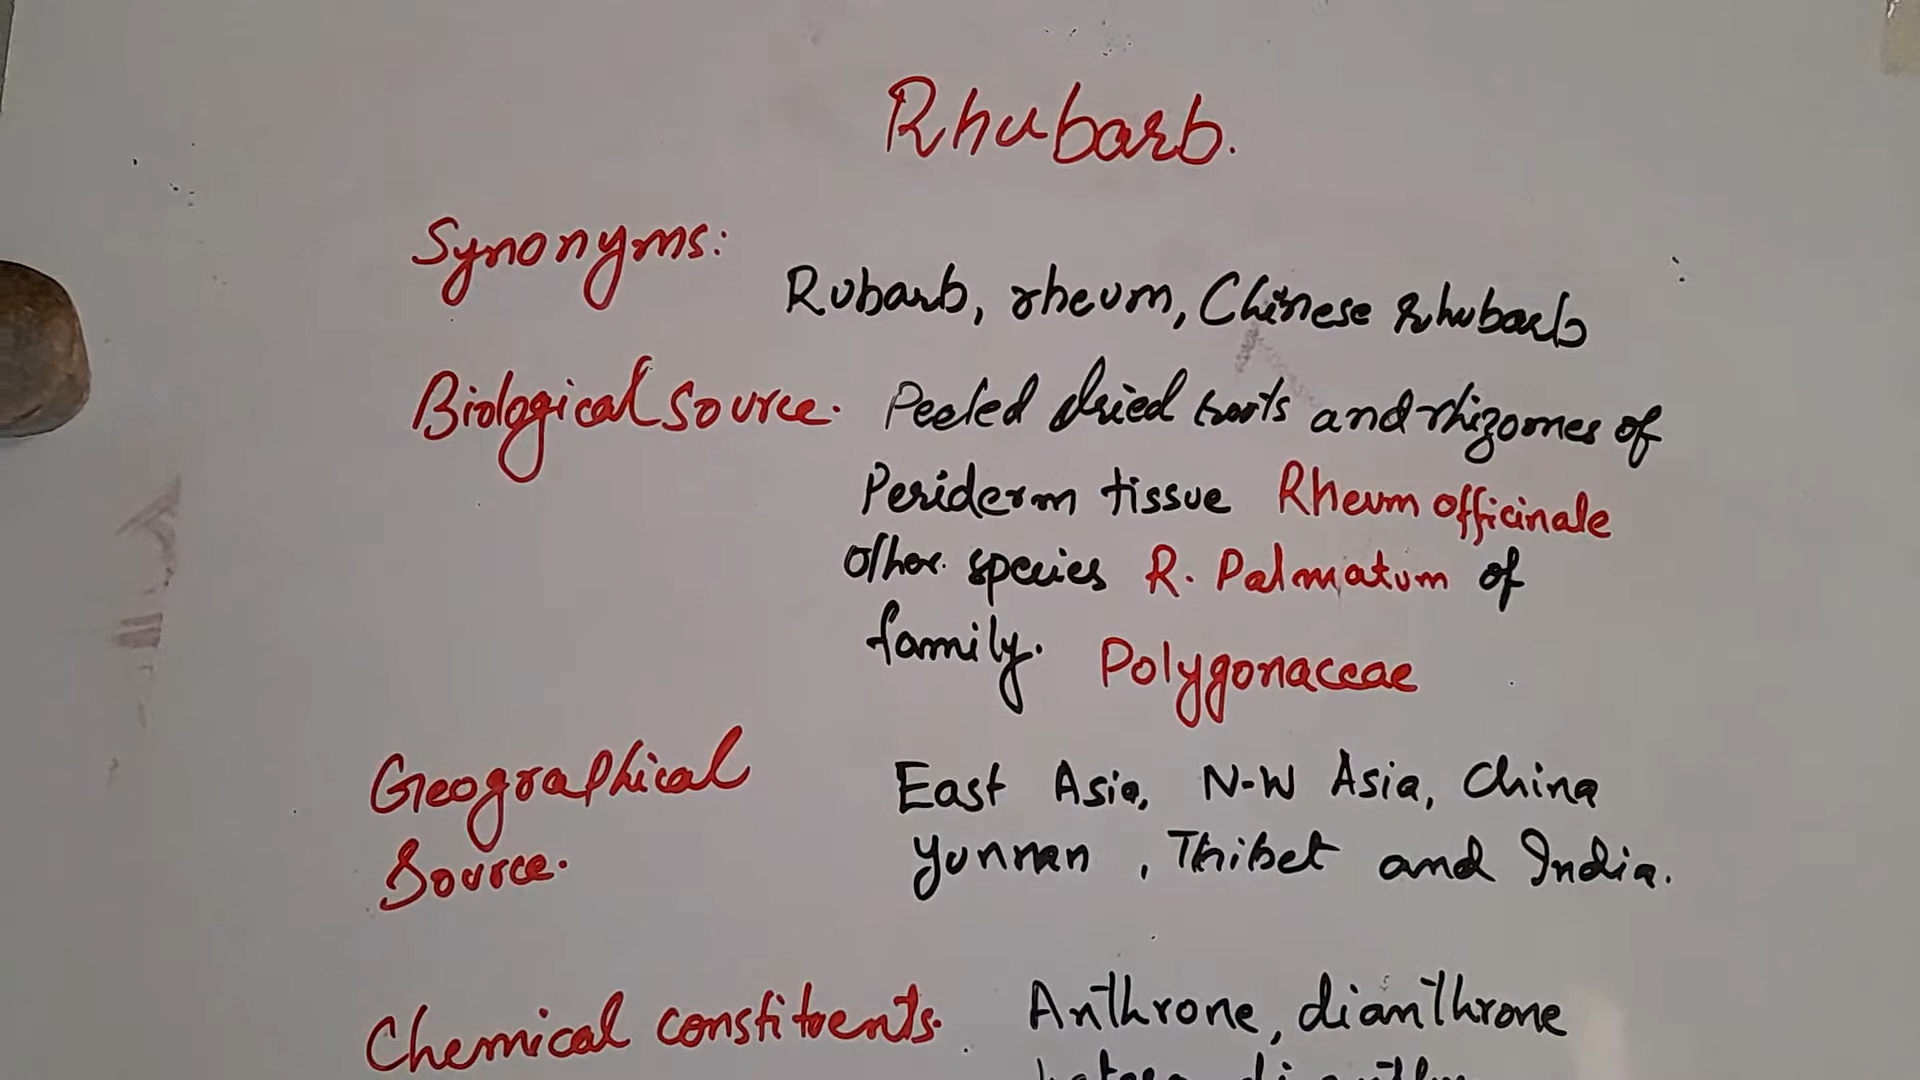 Rhubarb.
Synonyms:
Rubarb, rheum, Chinese Rhubarb
Biological source. Peeled dried roots and rhizomes of
Periderm tissue Rheum officinale
other species R. Palmatum of
family. Polygonaceae
Geographical East Asia, N-W Asia, China
Source. Yunnan, Thibet and India.
Chemical constituents. Anthrone, dianthrone